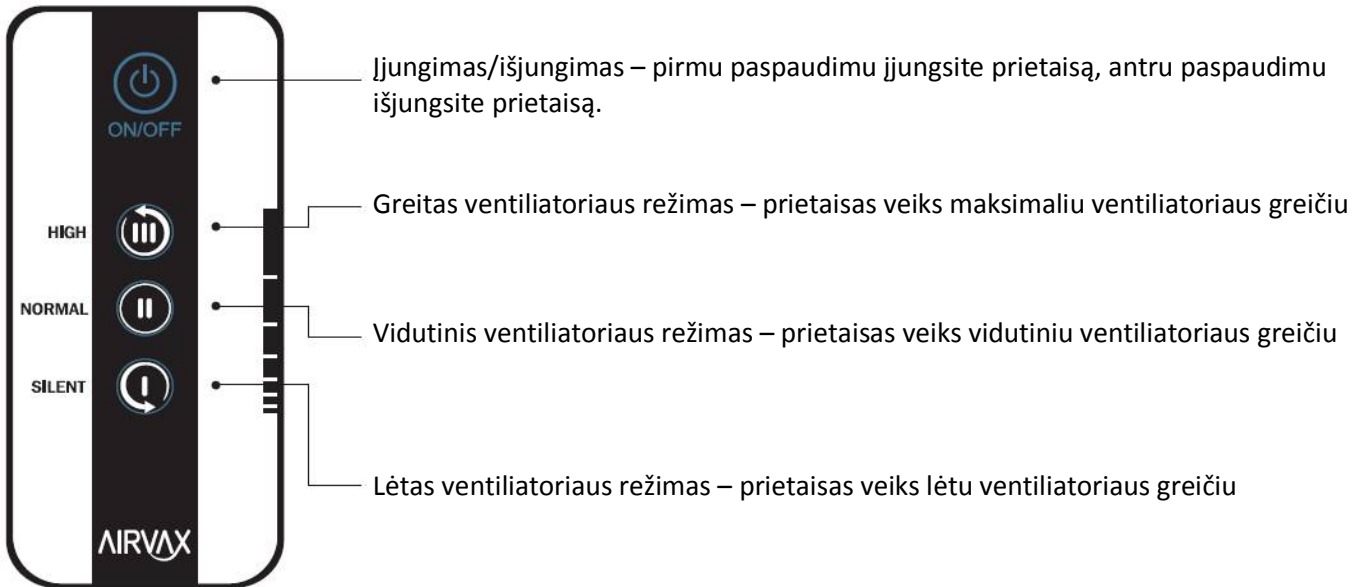 Įjungimas/išjungimas – pirmu paspaudimu įjungsite prietaisą, antru paspaudimu
išjungsite prietaisą.
ON/OFF
Greitas ventiliatoriaus režimas – prietaisas veiks maksimaliu ventiliatoriaus greičiu
HIGH
NORMAL
Vidutinis ventiliatoriaus režimas – prietaisas veiks vidutiniu ventiliatoriaus greičiu
SILENT
Lėtas ventiliatoriaus režimas – prietaisas veiks lėtu ventiliatoriaus greičiu
AIRVAX